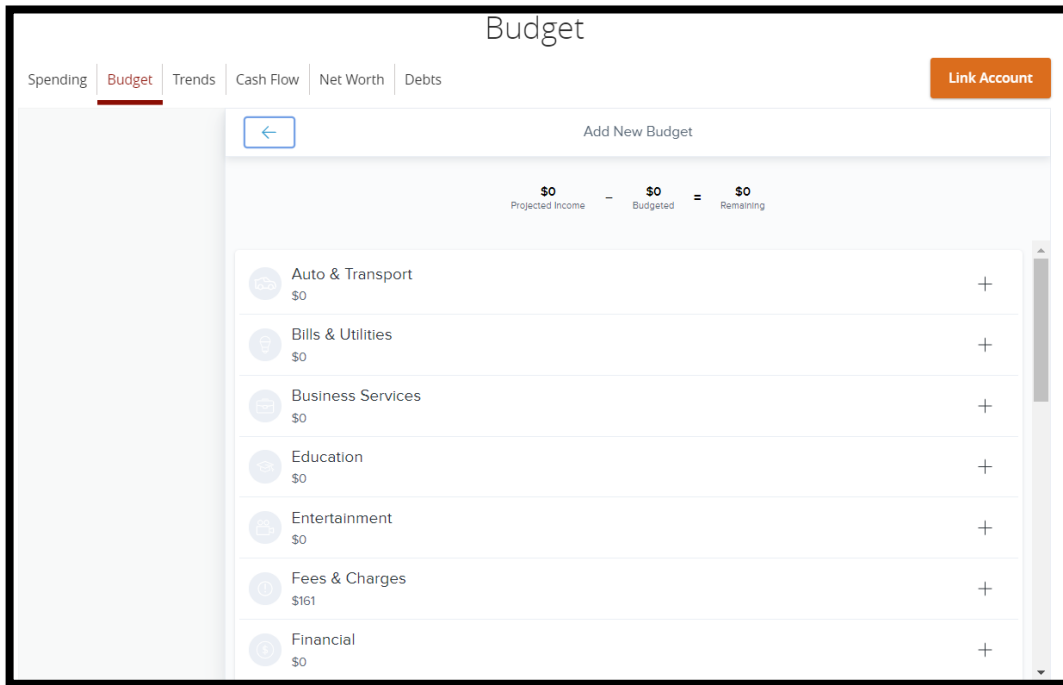 Budget
Spending Budget Trends Cash Flow Net Worth Debts
Link Account
Add New Budget
$0 – $0 = $0
Projected Income Budgeted Remaining
Auto & Transport
$0
Bills & Utilities
$0
Business Services
$0
Education
$0
Entertainment
$0
Fees & Charges
$161
Financial
$0